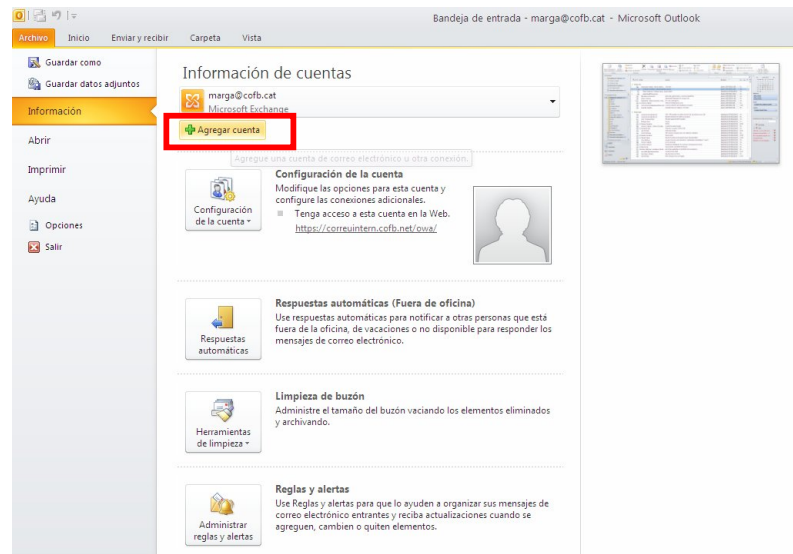 Bandeja de entrada - marga@cofb.cat - Microsoft Outlook
Archivo Inicio Enviar y recibir Carpeta Vista
Guardar como
Guardar datos adjuntos
Información
Abrir
Imprimir
Ayuda
Opciones
Salir
Información de cuentas
marga@cofb.cat
Microsoft Exchange
Agregar cuenta
Agregue una cuenta de correo electrónico u otra conexión.
Configuración de la cuenta
Modifique las opciones para esta cuenta y
configure las conexiones adicionales.
Tenga acceso a esta cuenta en la Web.
https://correuintern.cofb.net/owa/
Configuración
de la cuenta
Respuestas automáticas (Fuera de oficina)
Use respuestas automáticas para notificar a otras personas que está
fuera de la oficina, de vacaciones o no disponible para responder los
mensajes de correo electrónico.
Respuestas
automáticas
Limpieza de buzón
Administre el tamaño del buzón vaciando los elementos eliminados
y archivando.
Herramientas
de limpieza
Reglas y alertas
Use Reglas y alertas para que lo ayuden a organizar sus mensajes de
correo electrónico entrantes y reciba actualizaciones cuando se
agreguen, cambien o quiten elementos.
Administrar
reglas y alertas